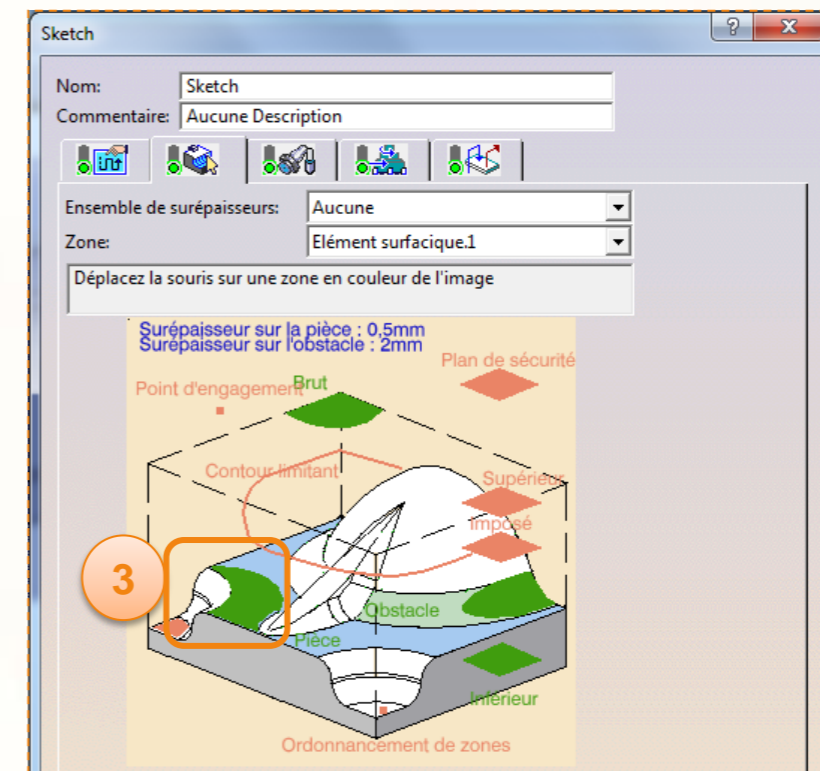 Sketch
Nom: Sketch
Commentaire: Aucune Description
Ensemble de surépaisseurs: Aucune
Zone: Elément surfacique.1
Déplacez la souris sur une zone en couleur de l'image
Surépaisseur sur la pièce : 0,5mm
Surépaisseur sur l'obstacle : 2mm
Plan de sécurité
Brut
Point d'engagement
Contour limitant
Supérieur
Imposé
3
Obstacle
Pièce
Inférieur
Ordonnancement de zones